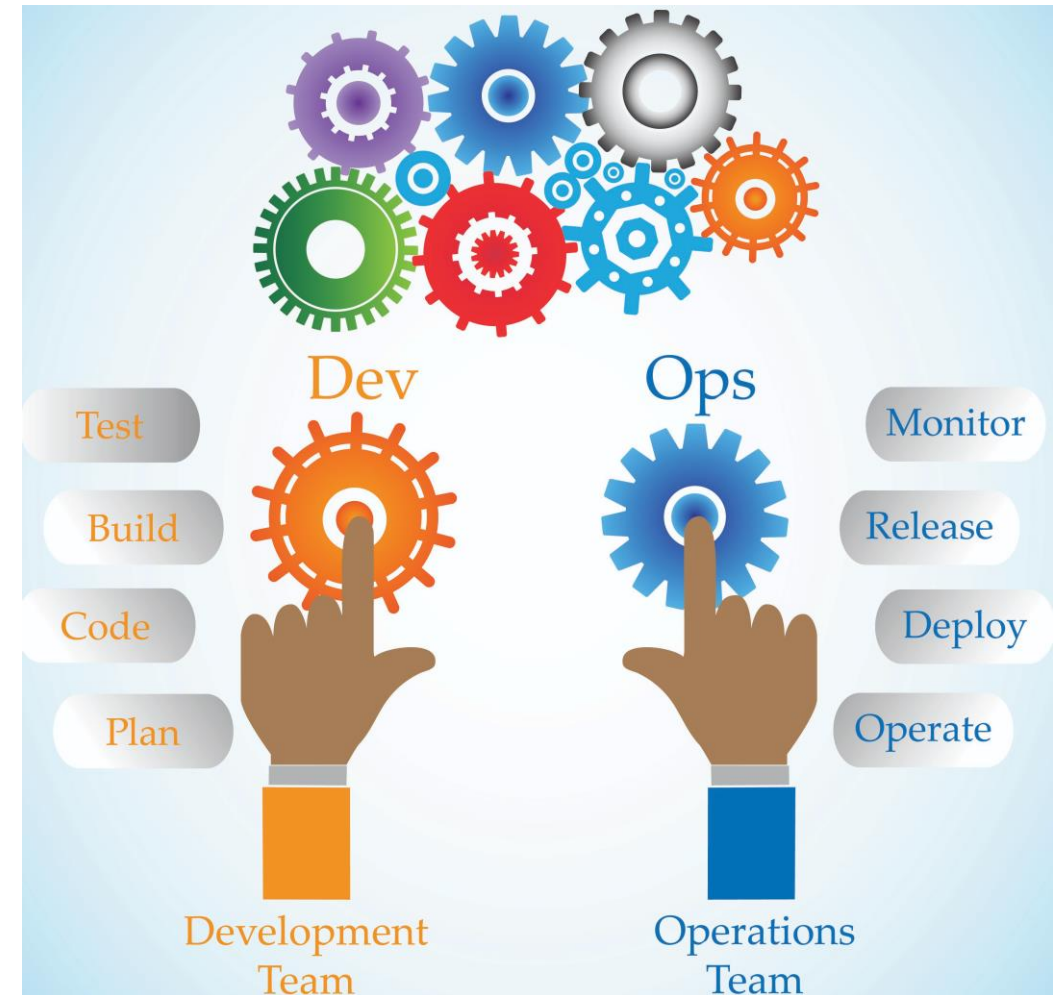 Dev
Ops
Test
Build
Code
Plan
Monitor
Release
Deploy
Operate
Development
Team
Operations
Team